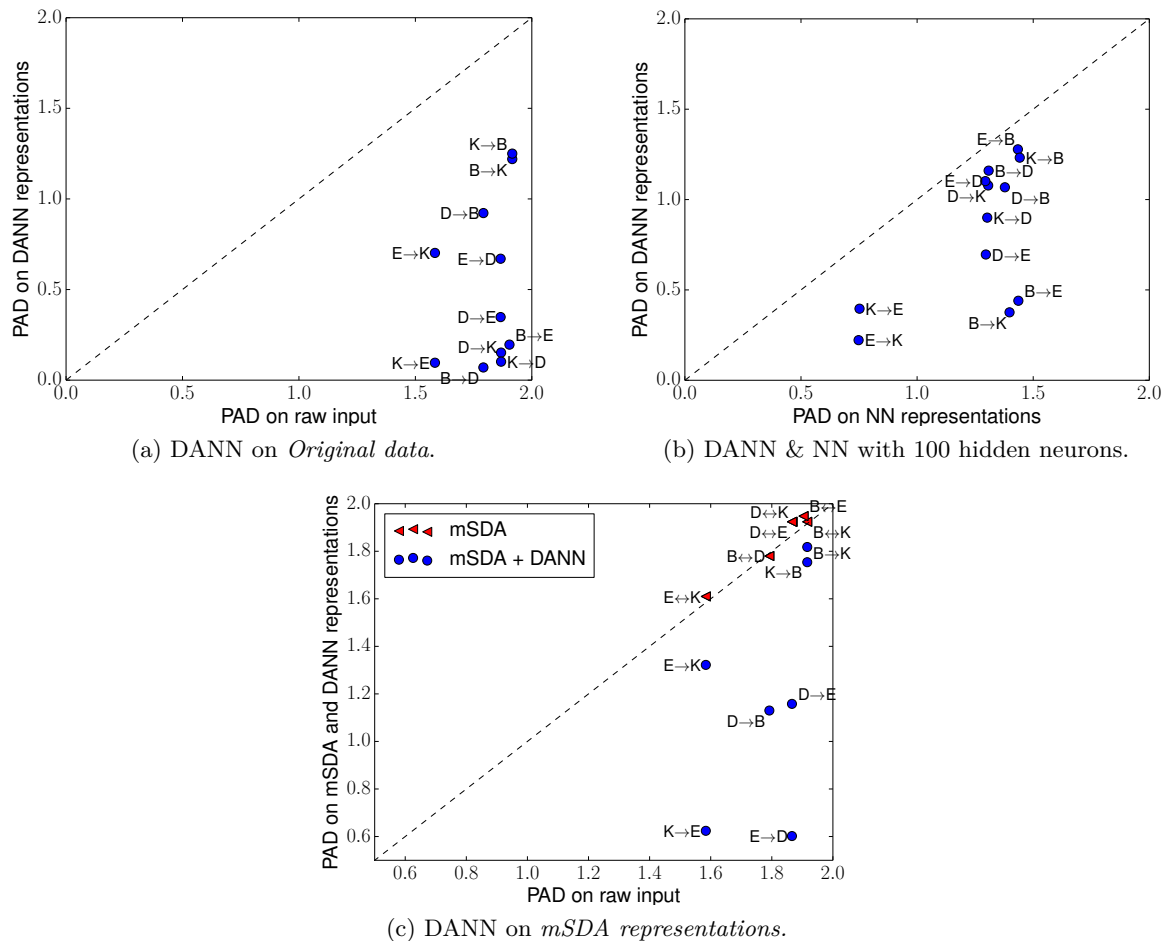 2.0
1.5
1.0
0.5
0.0
PAD on DANN representations
K→B
B→K
D→B
E→K
E→D
D→E
B→E
D→K
K→E
K→D
B→D
0.0
0.5
1.0
1.5
2.0
PAD on raw input
(a) DANN on Original data.
2.0
1.5
1.0
0.5
0.0
PAD on DANN representations
E→B
K→B
B→D
E→D
D→K
D→B
K→D
D→E
B→E
K→E
B→K
E→K
0.0
0.5
1.0
1.5
2.0
PAD on NN representations
(b) DANN & NN with 100 hidden neurons.
2.0
1.8
1.6
1.4
1.2
1.0
0.8
0.6
PAD on mSDA and DANN representations
mSDA
mSDA + DANN
B↔E
D↔K
D↔E
B↔K
B↔D
B→K
K→B
E↔K
E→K
D→E
D→B
K→E
E→D
0.6
0.8
1.0
1.2
1.4
1.6
1.8
2.0
PAD on raw input
(c) DANN on mSDA representations.